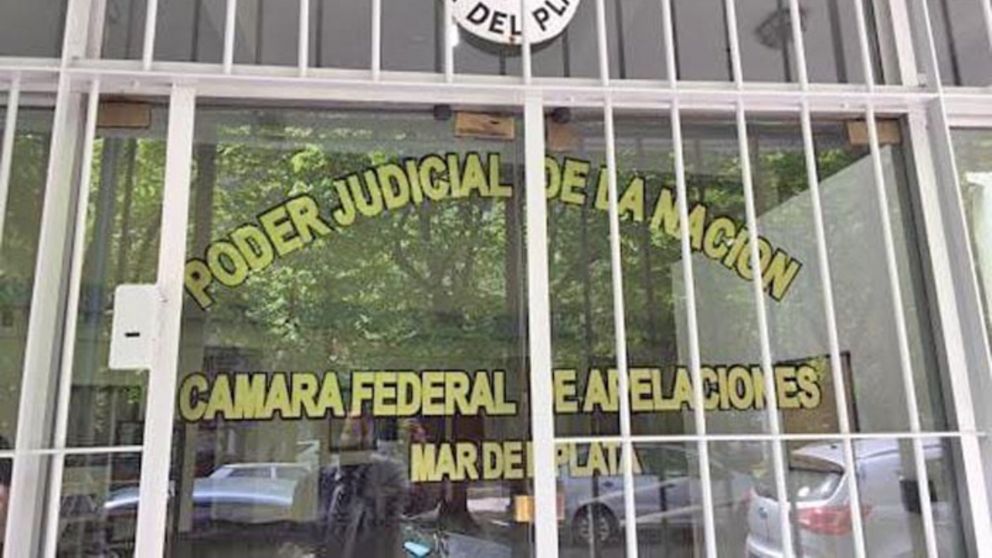 DEL PL
PODER JUDICIAL DE LA NACION
CAMARA FEDERAL DE APELACIONES
MAR DEL PLATA